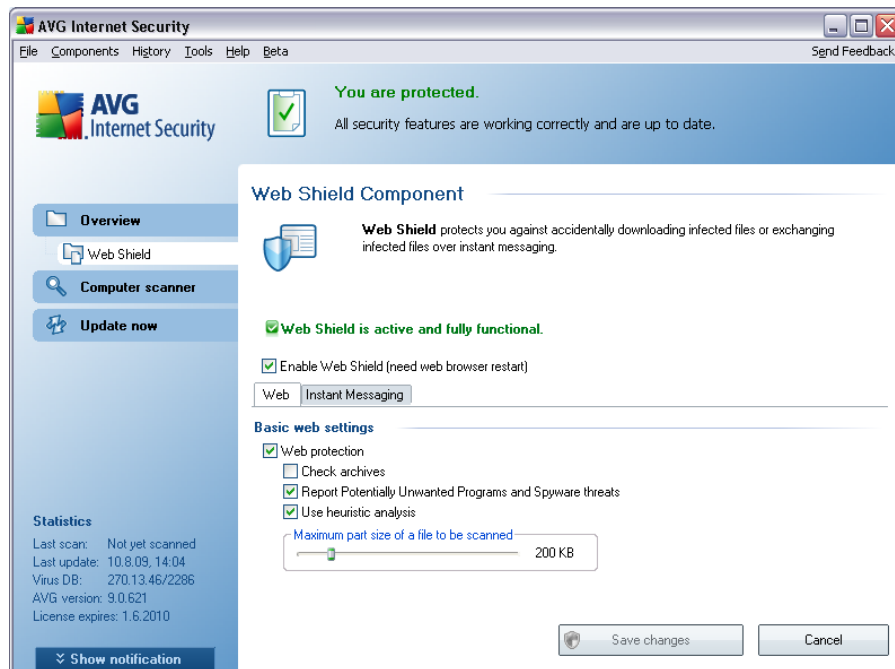 AVG Internet Security
File Components History Tools Help Beta Send Feedback
AVG
Internet Security
You are protected.
All security features are working correctly and are up to date.
Overview
Web Shield
Computer scanner
Update now
Web Shield Component
Web Shield protects you against accidentally downloading infected files or exchanging
infected files over instant messaging.
Web Shield is active and fully functional.
Enable Web Shield (need web browser restart)
Web Instant Messaging
Basic web settings
Web protection
Check archives
Report Potentially Unwanted Programs and Spyware threats
Use heuristic analysis
Maximum part size of a file to be scanned
200 KB
Statistics
Last scan: Not yet scanned
Last update: 10.8.09, 14:04
Virus DB: 270.13.46/2286
AVG version: 9.0.621
License expires: 1.6.2010
Show notification
Save changes Cancel